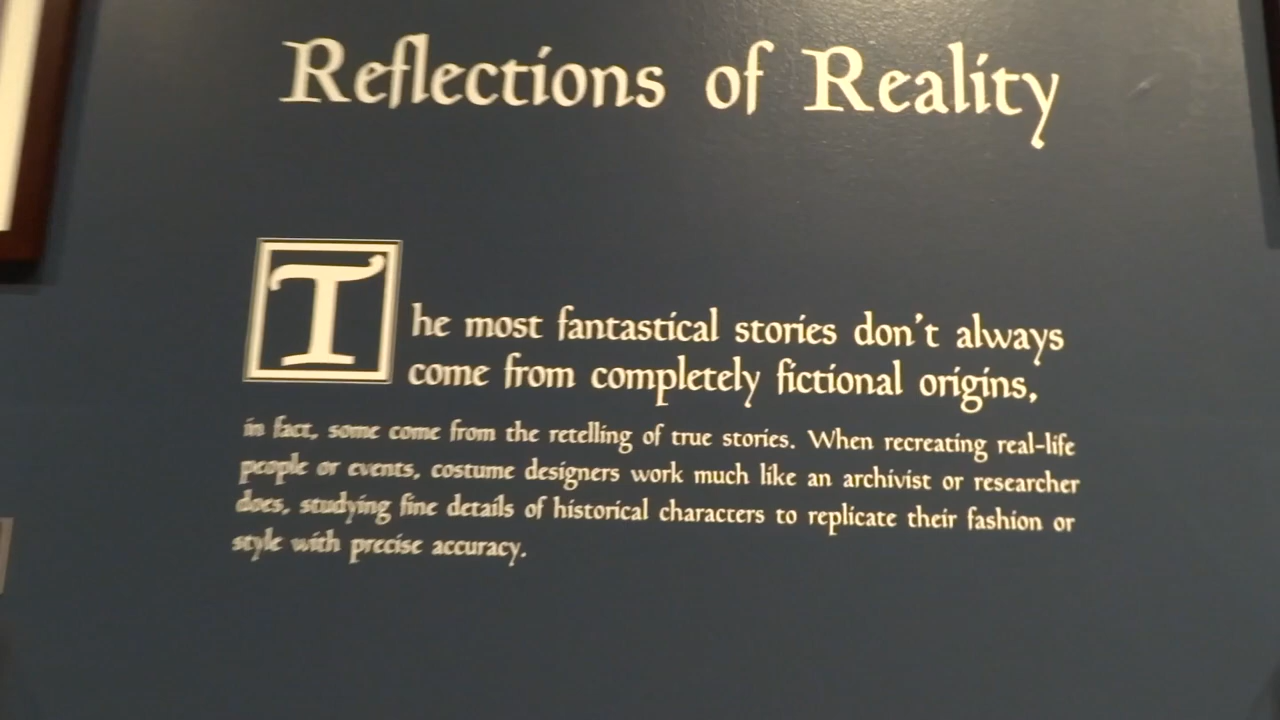 Reflections of Reality
The most fantastical stories don't always
come from completely fictional origins,
in fact, some come from the retelling of true stories. When recreating real-life
people or events, costume designers work much like an archivist or researcher
does, studying fine details of historical characters to replicate their fashion or
style with precise accuracy.